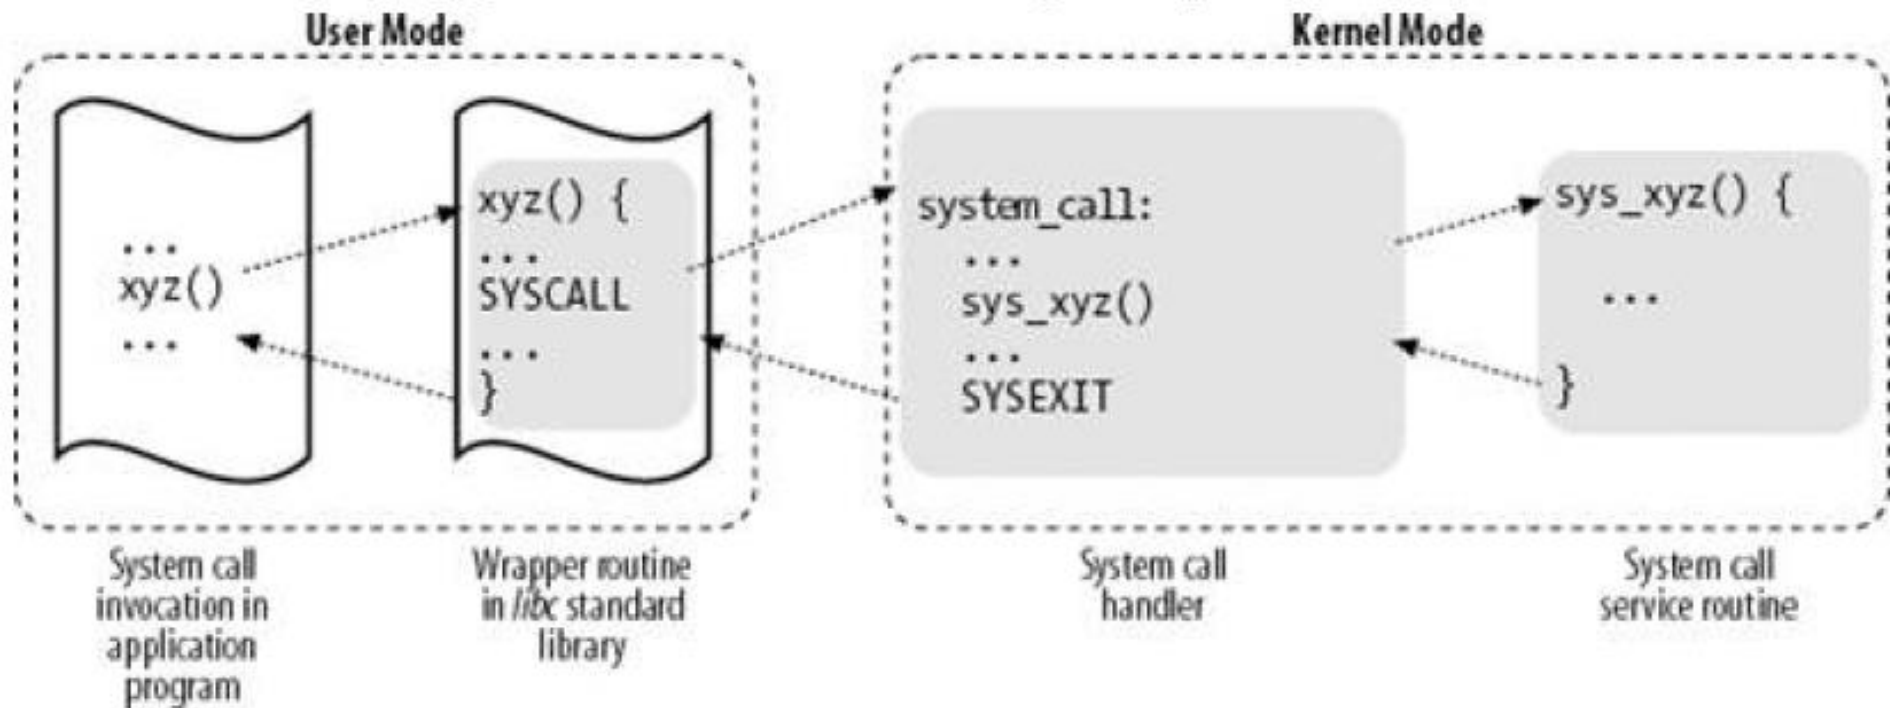 User Mode
Kernel Mode
...
xyz()
...
xyz() {
...
SYSCALL
...
}
system_call:
...
sys_xyz()
...
SYSEXIT
sys_xyz() {
...
}
System call
invocation in
application
program
Wrapper routine
in libc standard
library
System call
handler
System call
service routine